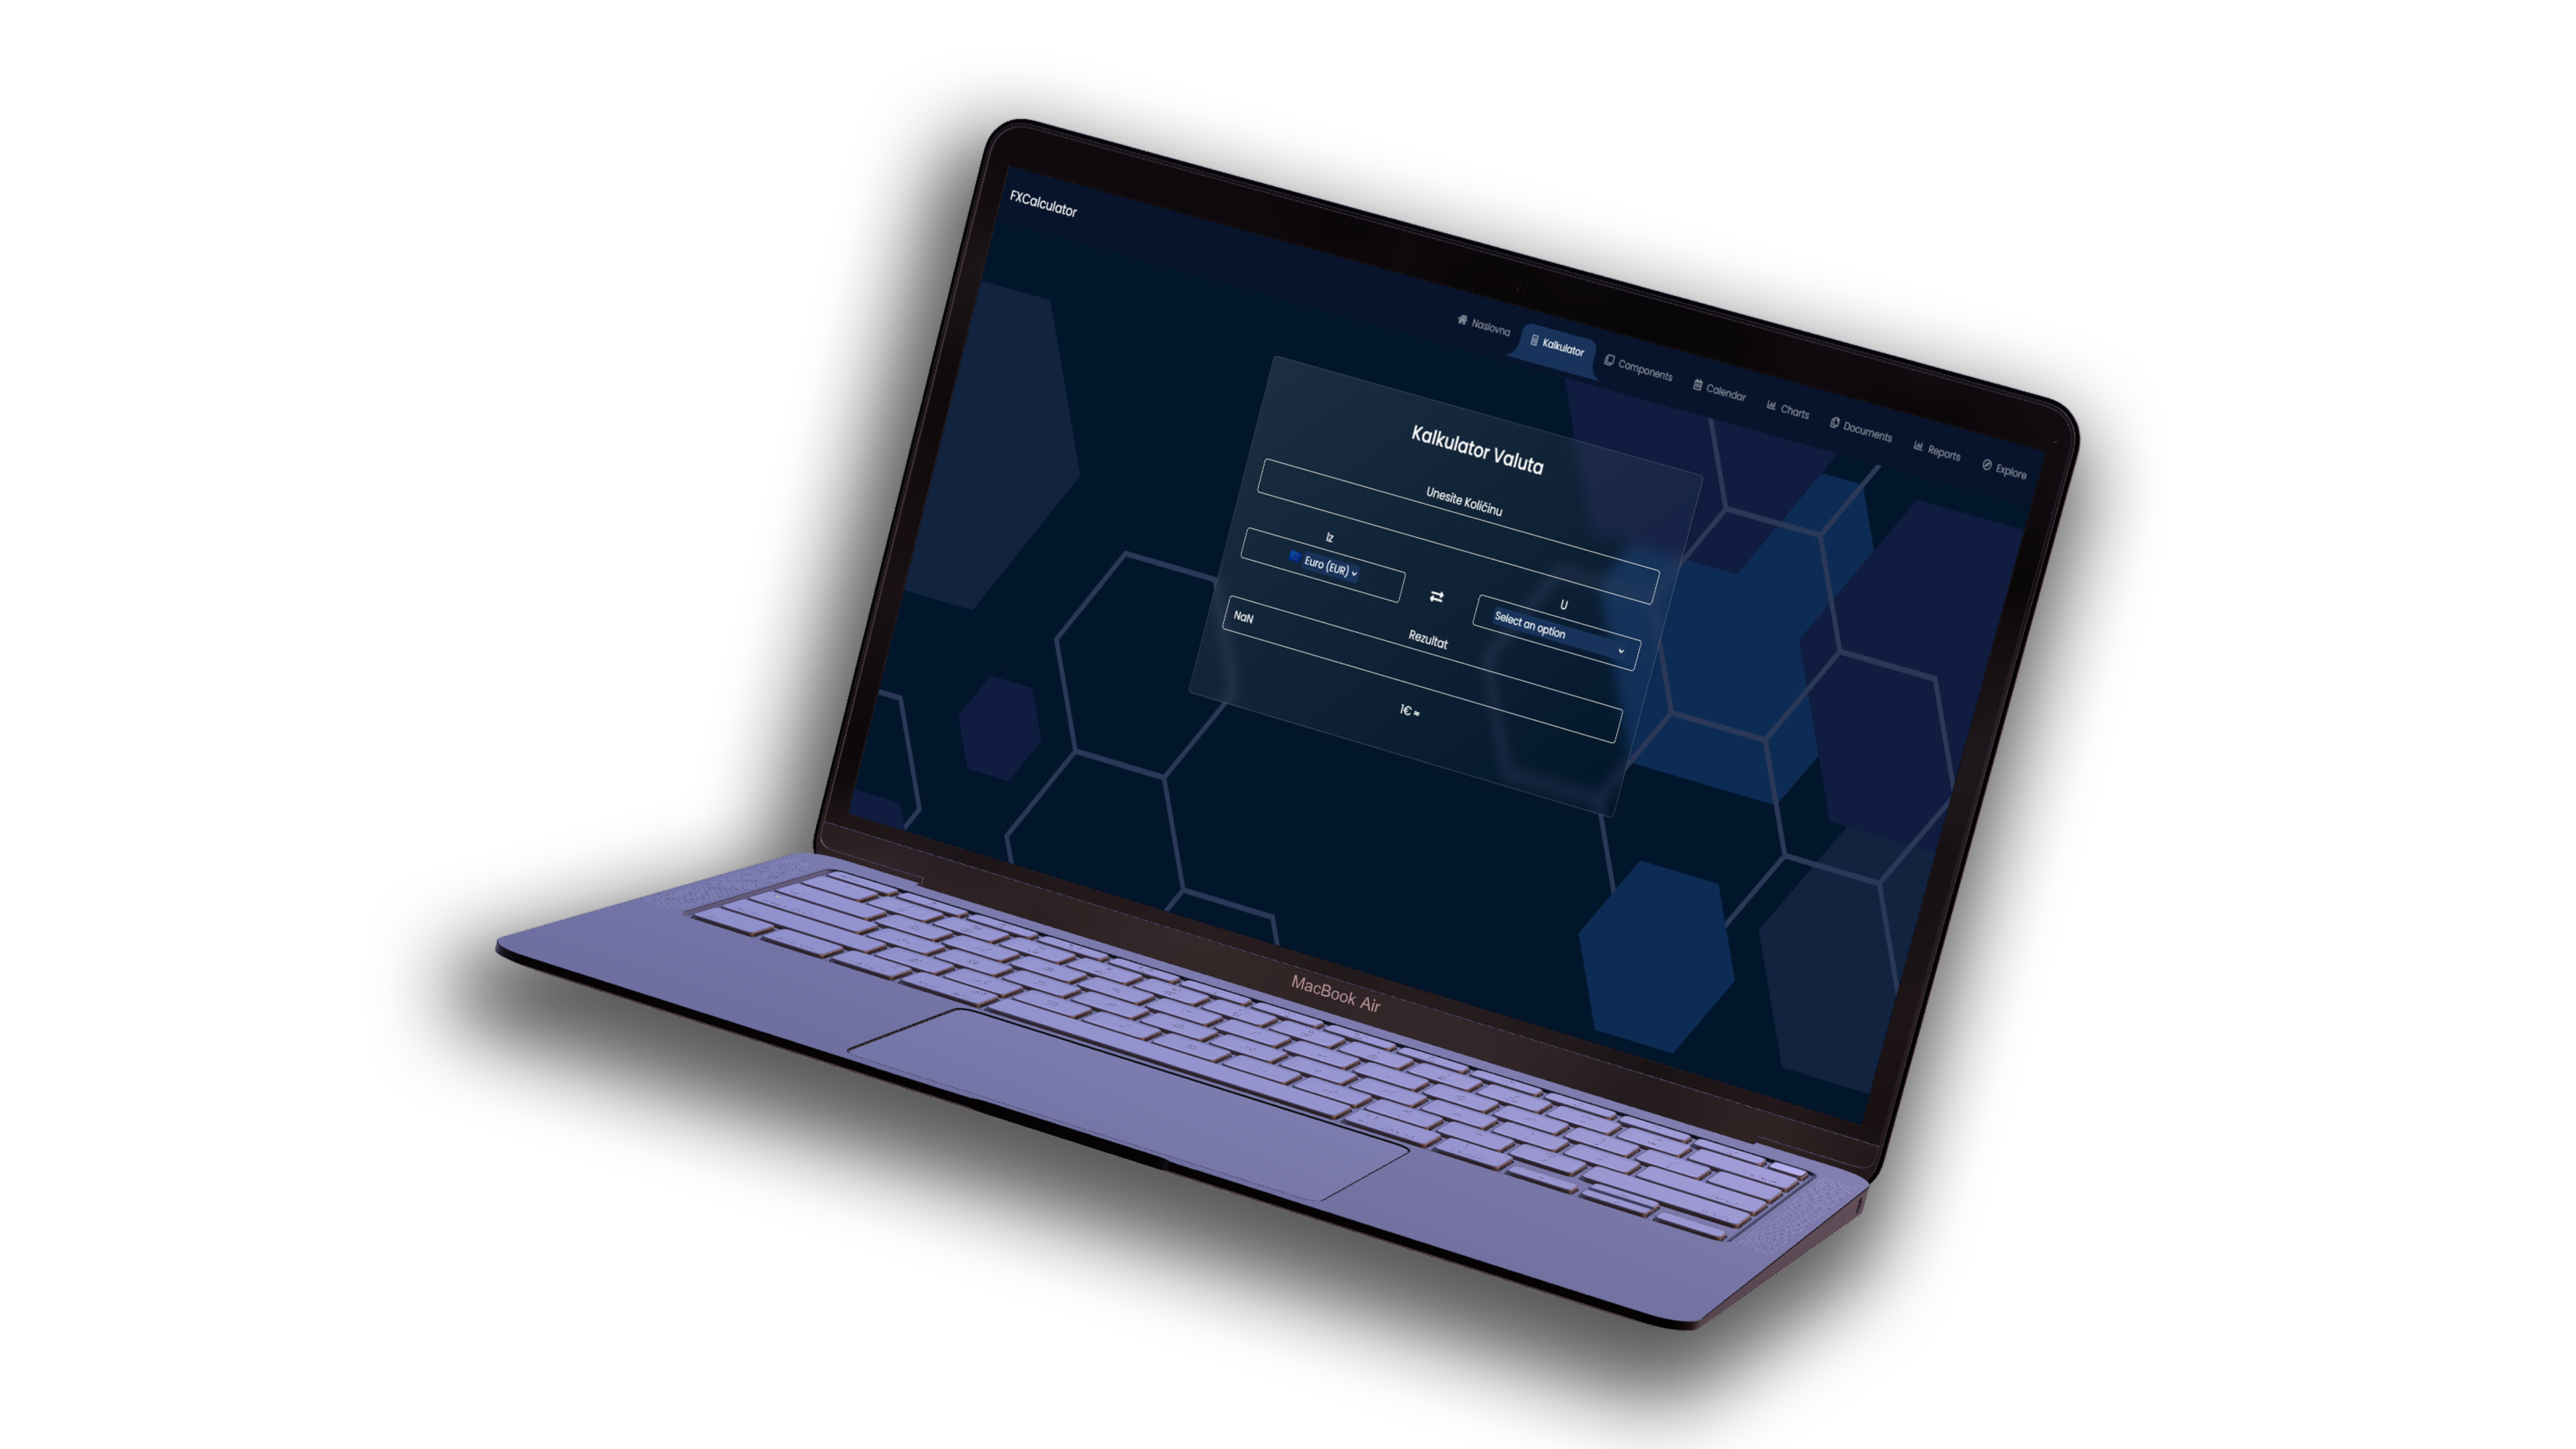 FXCalculator
Naslovna
Kalkulator
Components
Calendar
Charts
Documents
Reports
Explore
Kalkulator Valuta
Unesite Količinu
Iz
Euro (EUR)
U
Select an option
Rezultat
NaN
1€ ≈
MacBook Air